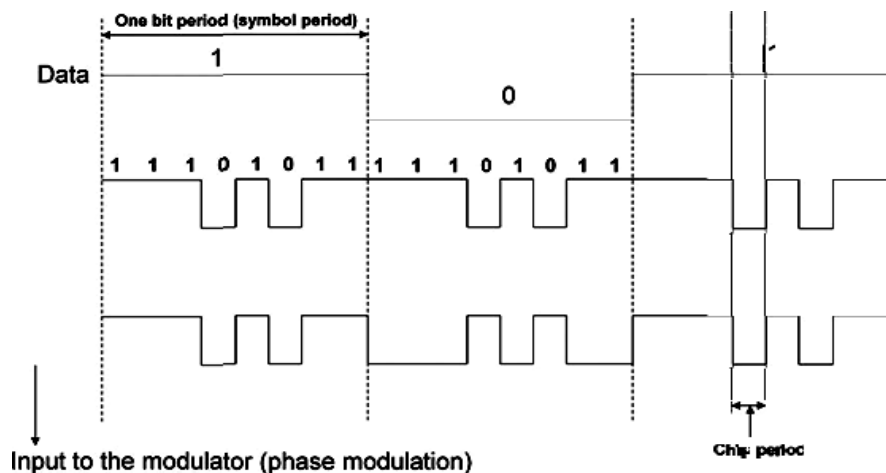 One bit period (symbol period)
1
Data
0
1 1 1 0 1 0 1 1 1 1 1 0 1 0 1 1
Chip period
Input to the modulator (phase modulation)